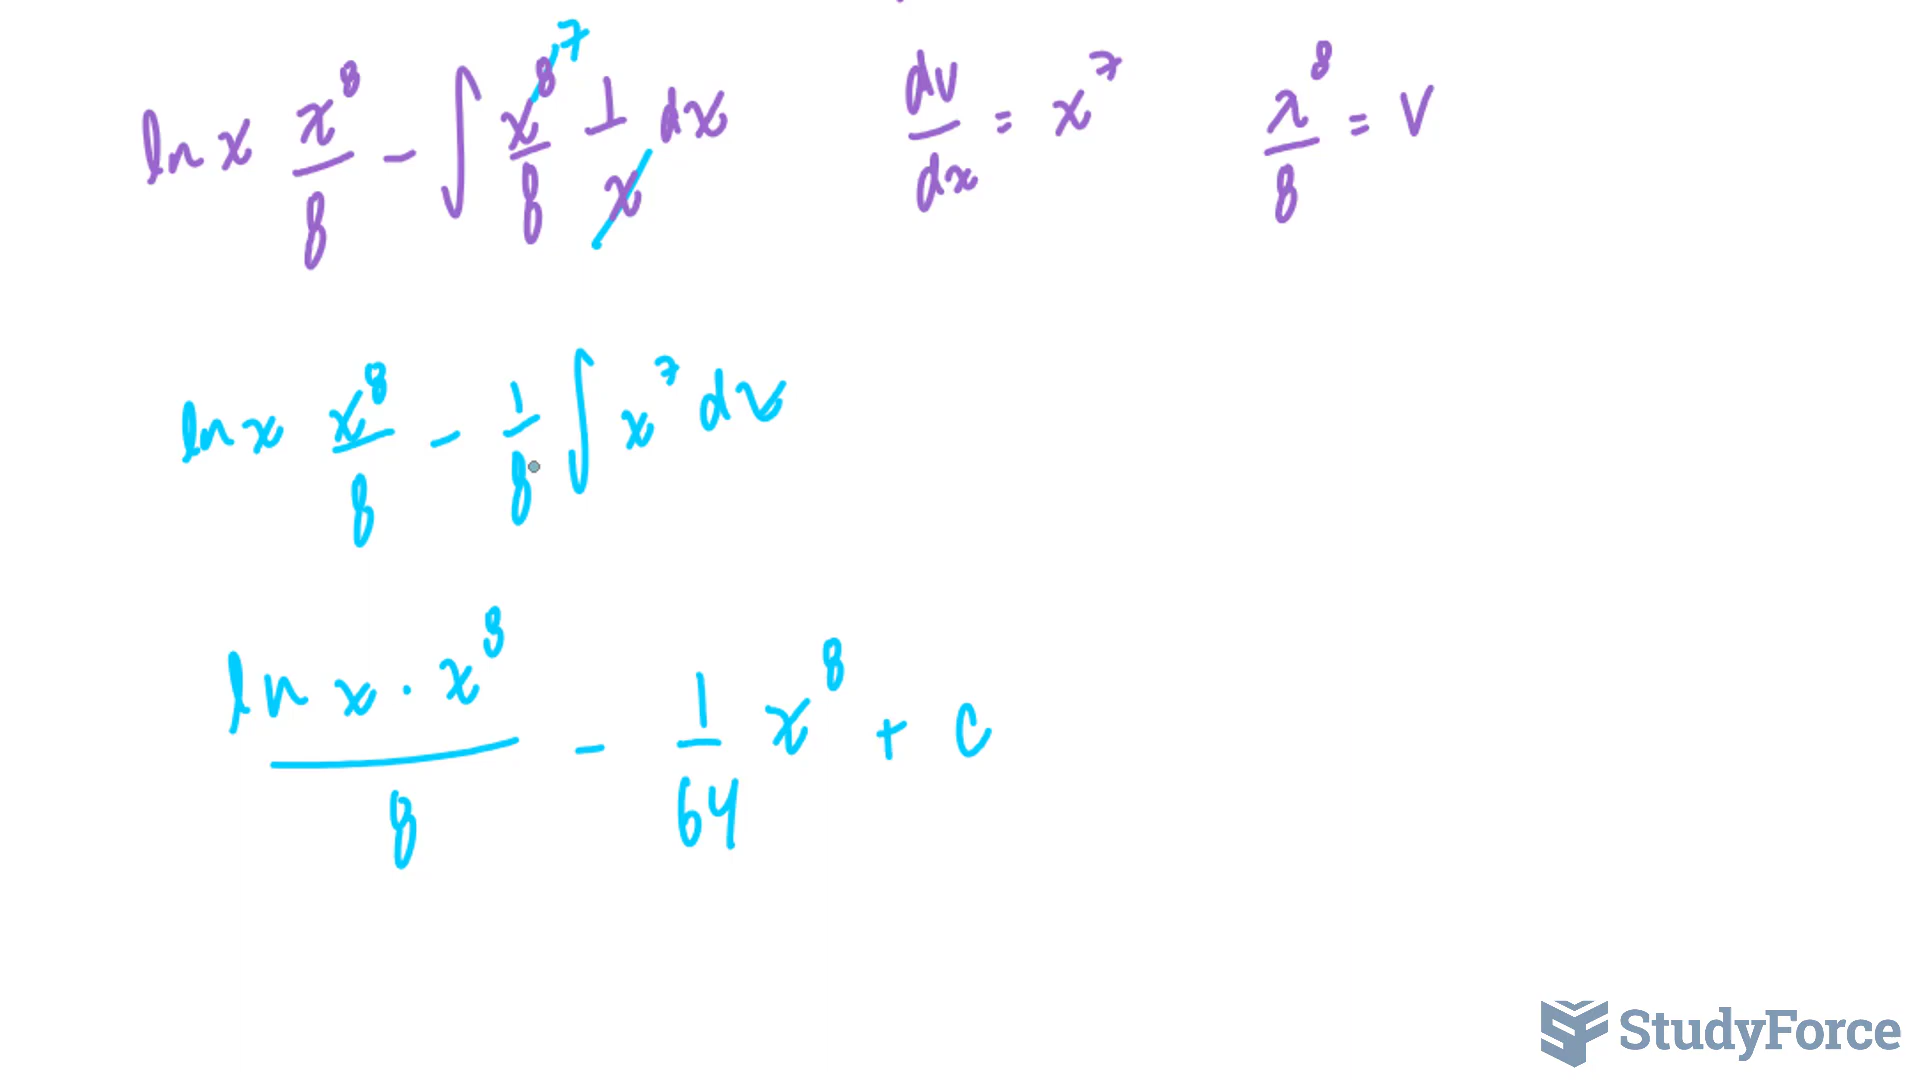 ln x x^8/8 - ∫ x^8/8 1/x dx 7 dv/dx = x^7 x^8/8 = v
ln x x^8/8 - 1/8 ∫ x^7 dx
ln x · x^8/8 - 1/64 x^8 + c
StudyForce